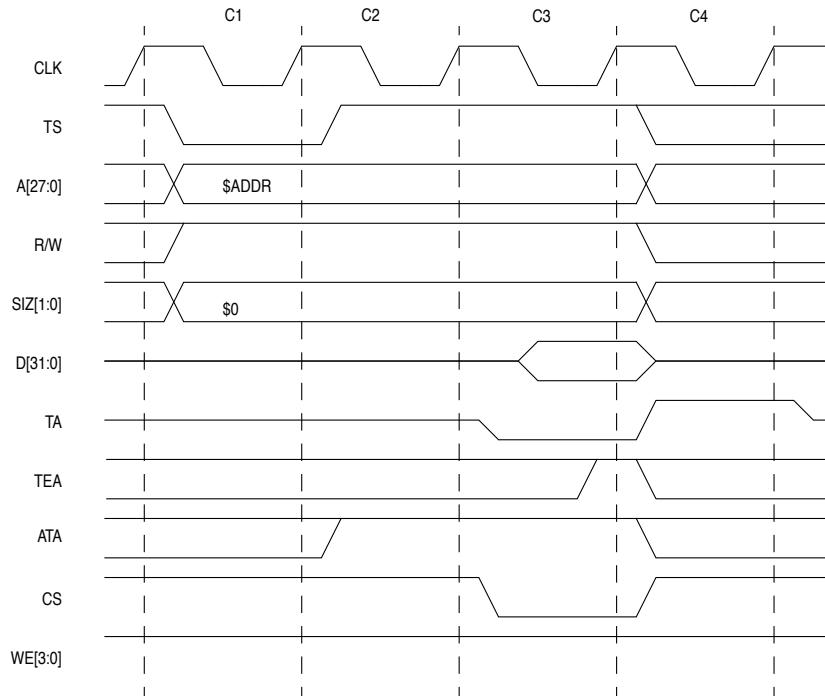 C1 C2 C3 C4
CLK
TS
A[27:0] $ADDR
R/W
SIZ[1:0] $0
D[31:0]
TA
TEA
ATA
CS
WE[3:0]